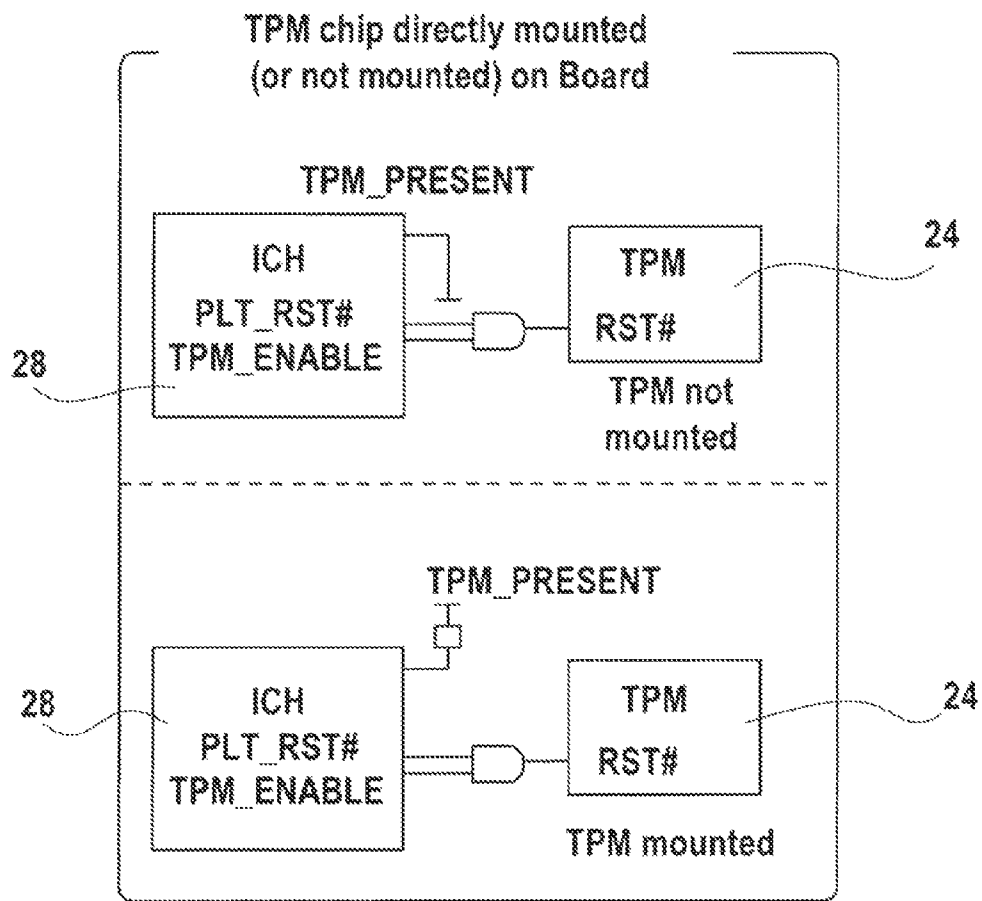 TPM chip directly mounted
(or not mounted) on Board
TPM_PRESENT
ICH
PLT_RST#
TPM_ENABLE
28
TPM
RST#
24
TPM not
mounted
TPM_PRESENT
ICH
PLT_RST#
TPM_ENABLE
28
TPM
RST#
24
TPM mounted